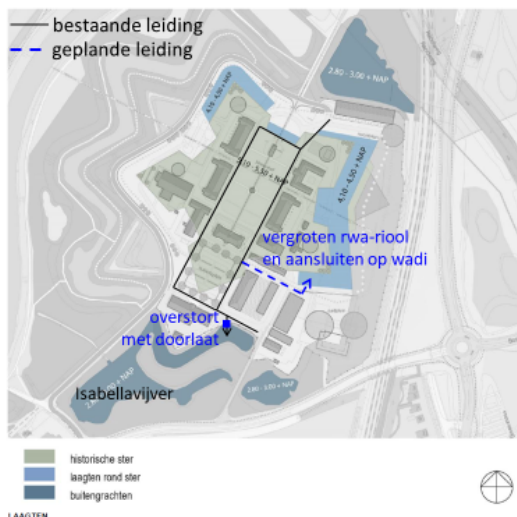 bestaande leiding
geplande leiding
2.80 - 3.00 + NAP
4.10 - 4.50 + NAP
4.10 - 4.50 + NAP
vergroten rwa-riool
en aansluiten op wadi
overstort
met doorlaat
Isabellavijver
2.80 - 3.00 + NAP
historische ster
laagten rond ster
buitengrachten
LAAGTEN